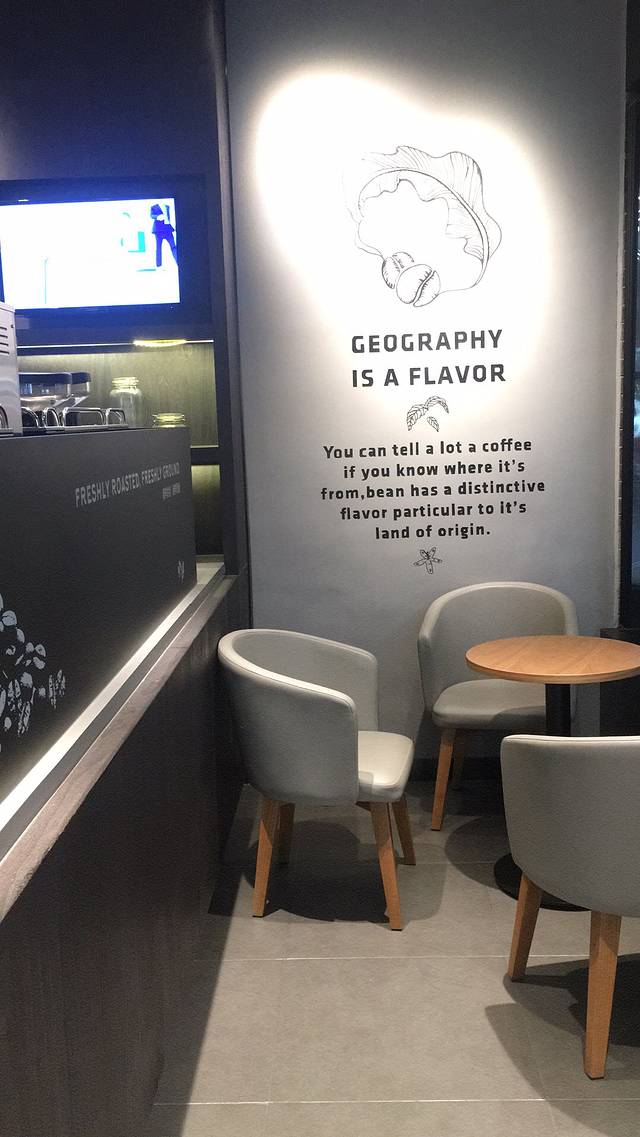 GEOGRAPHY
IS A FLAVOR
You can tell a lot a coffee
if you know where it's
from,bean has a distinctive
flavor particular to it's
land of origin.
FRESHLY ROASTED, FRESHLY GROUND